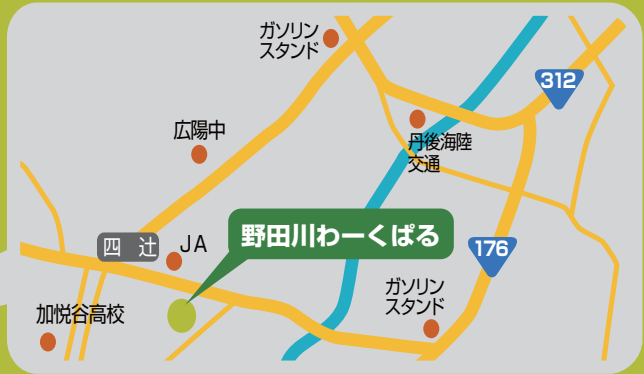 ガソリン
スタンド
312
広陽中
丹後海陸
交通
四辻
JA
野田川わーくぱる
176
加悦谷高校
ガソリン
スタンド